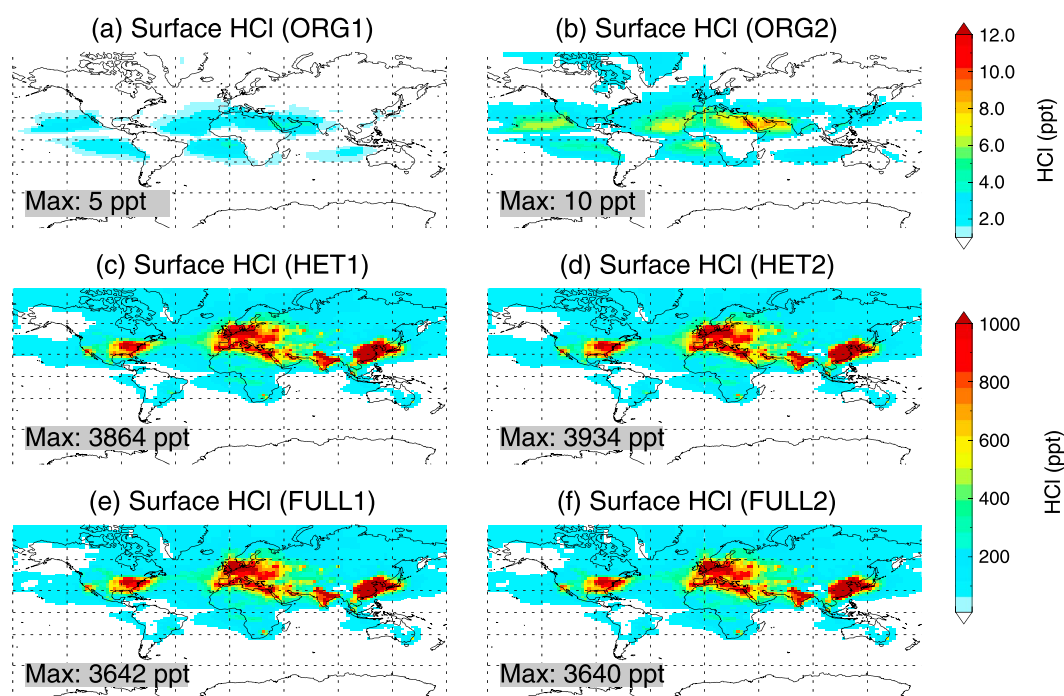 (a) Surface HCl (ORG1)
(b) Surface HCl (ORG2)
Max: 5 ppt
Max: 10 ppt
12.0
10.0
8.0
6.0
4.0
2.0
HCl (ppt)
(c) Surface HCl (HET1)
(d) Surface HCl (HET2)
Max: 3864 ppt
Max: 3934 ppt
(e) Surface HCl (FULL1)
(f) Surface HCl (FULL2)
Max: 3642 ppt
Max: 3640 ppt
1000
800
600
400
200
HCl (ppt)